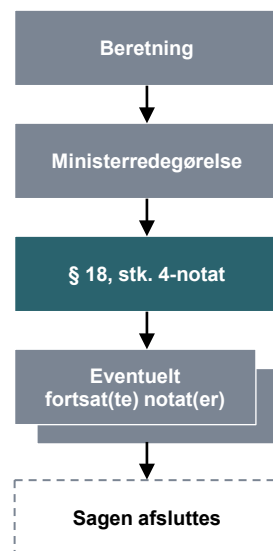 Beretning
Ministerredegørelse
§ 18, stk. 4-notat
Eventuelt
fortsat(te) notat(er)
Sagen afsluttes